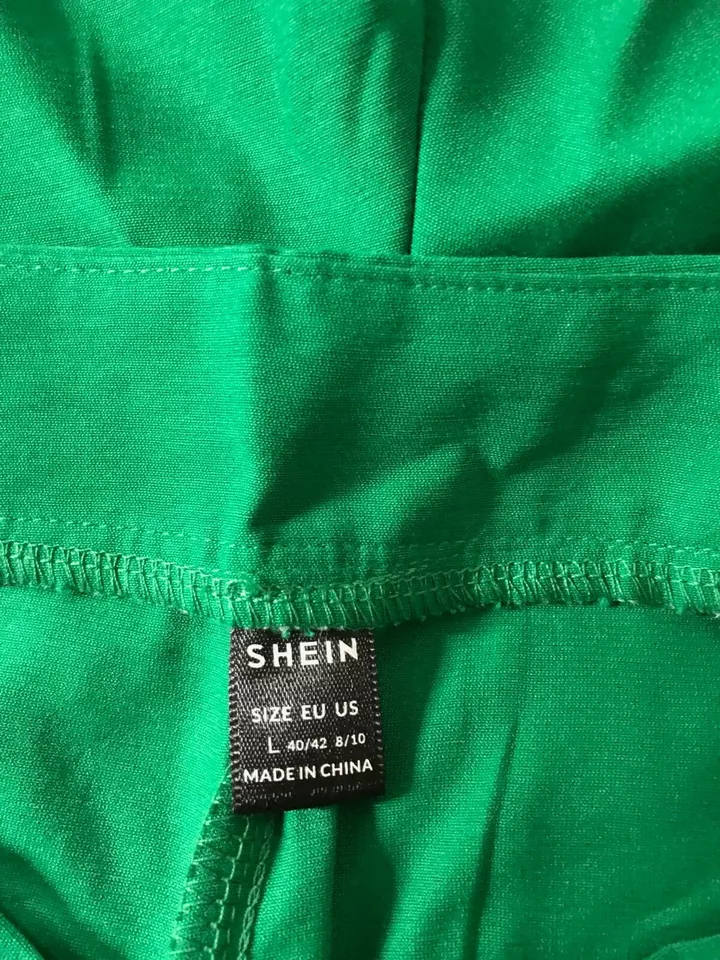 SHEIN
SIZE EU US
L 40/42 8/10
MADE IN CHINA